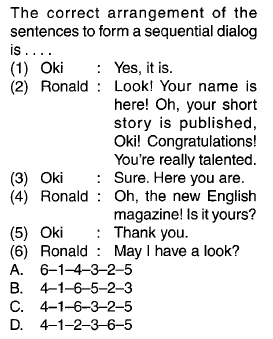 The correct arrangement of the
sentences to form a sequential dialog
is . . . .
(1) Oki : Yes, it is.
(2) Ronald : Look! Your name is
here! Oh, your short
story is published,
Oki! Congratulations!
You're really talented.
(3) Oki : Sure. Here you are.
(4) Ronald : Oh, the new English
magazine! Is it yours?
(5) Oki : Thank you.
(6) Ronald : May I have a look?
A. 6–1–4–3–2–5
B. 4–1–6–5–2–3
C. 4–1–6–3–2–5
D. 4–1–2–3–6–5